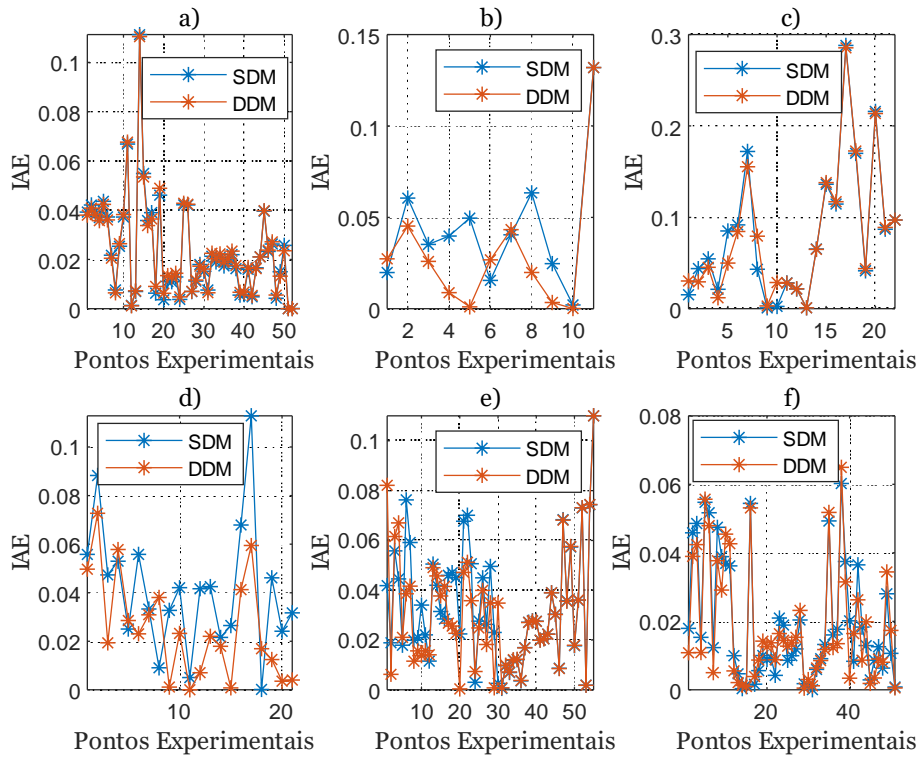 a)
IAE
0.1
0.08
0.06
0.04
0.02
0
SDM
DDM
10 20 30 40 50
Pontos Experimentais
b)
IAE
0.15
0.1
0.05
0
SDM
DDM
2 4 6 8 10
Pontos Experimentais
c)
IAE
0.3
0.2
0.1
0
SDM
DDM
5 10 15 20
Pontos Experimentais
d)
IAE
0.1
0.08
0.06
0.04
0.02
0
SDM
DDM
10 20
Pontos Experimentais
e)
IAE
0.1
0.08
0.06
0.04
0.02
0
SDM
DDM
10 20 30 40 50
Pontos Experimentais
f)
IAE
0.08
0.06
0.04
0.02
0
SDM
DDM
20 40
Pontos Experimentais